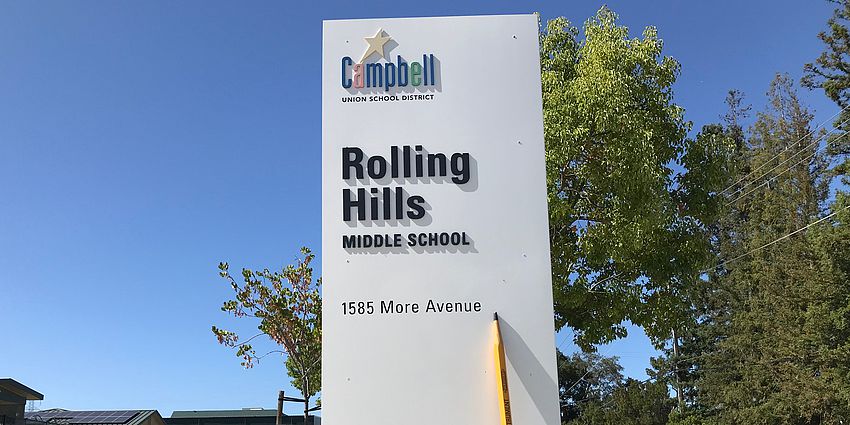 Campbell
UNION SCHOOL DISTRICT
Rolling
Hills
MIDDLE SCHOOL
1585 More Avenue